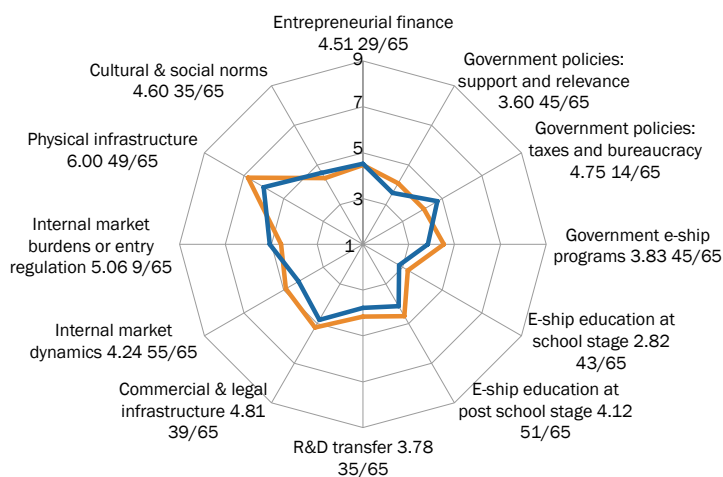 Entrepreneurial finance
4.51 29/65
Government policies:
support and relevance
3.60 45/65
Government policies:
taxes and bureaucracy
4.75 14/65
Government e-ship
programs 3.83 45/65
E-ship education at
school stage 2.82
43/65
E-ship education at
post school stage 4.12
51/65
R&D transfer 3.78
35/65
Commercial & legal
infrastructure 4.81
39/65
Internal market
dynamics 4.24 55/65
Internal market
burdens or entry
regulation 5.06 9/65
Physical infrastructure
6.00 49/65
Cultural & social norms
4.60 35/65
9
7
5
3
1